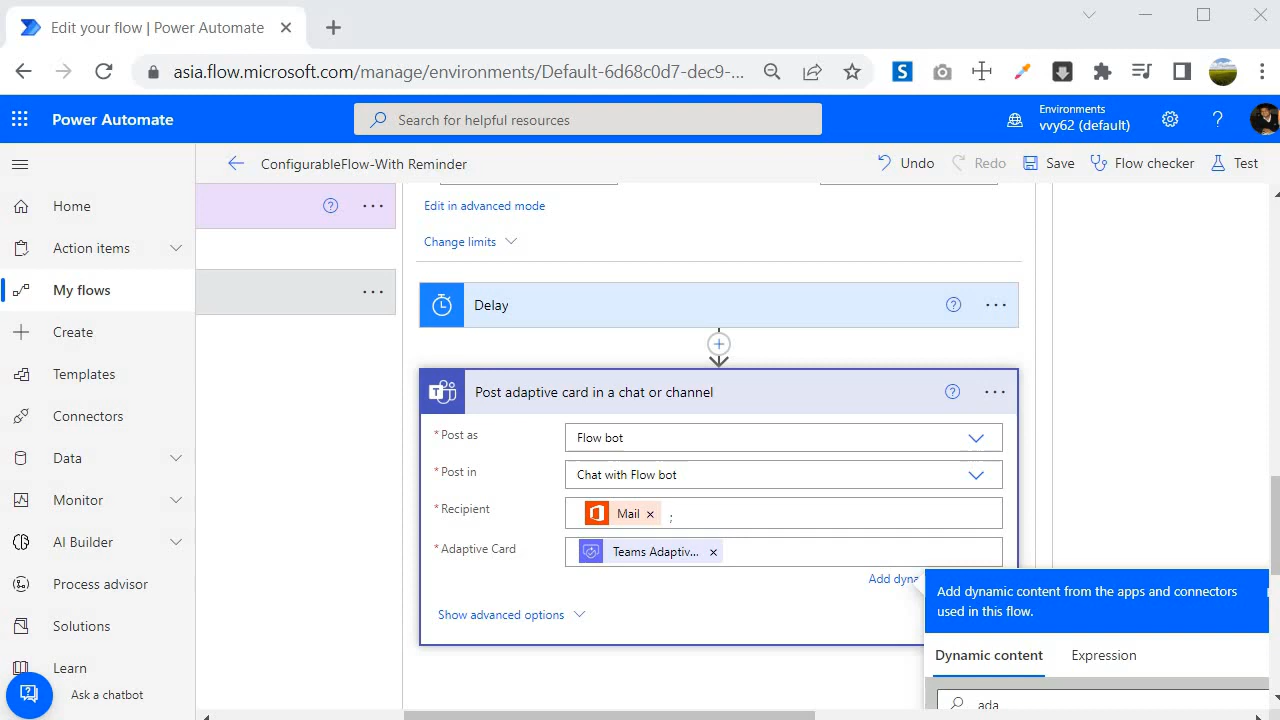 Edit your flow | Power Automate
asia.flow.microsoft.com/manage/environments/Default-6d68c0d7-dec9-...
Power Automate
Search for helpful resources
Environments
vvy62 (default)
ConfigurableFlow-With Reminder
Undo
Redo
Save
Flow checker
Test
Home
Action items
My flows
Create
Templates
Connectors
Data
Monitor
AI Builder
Process advisor
Solutions
Learn
Ask a chatbot
Edit in advanced mode
Change limits
Delay
Post adaptive card in a chat or channel
* Post as
Flow bot
* Post in
Chat with Flow bot
* Recipient
Mail ;
* Adaptive Card
Teams Adaptiv...
Add dyna
Show advanced options
Add dynamic content from the apps and connectors
used in this flow.
Dynamic content
Expression
ada